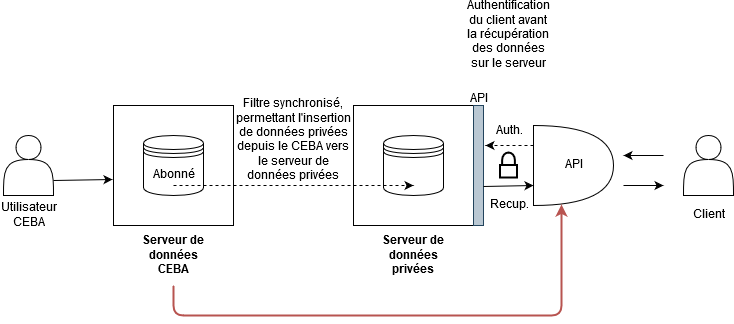 Authentification
du client avant
la récupération
des données
sur le serveur
API
Filtre synchronisé,
permettant l'insertion
de données privées
depuis le CEBA vers
le serveur de
données privées
Abonné
Auth.
API
Recup.
Utilisateur
CEBA
Client
Serveur de
données
CEBA
Serveur de
données
privées